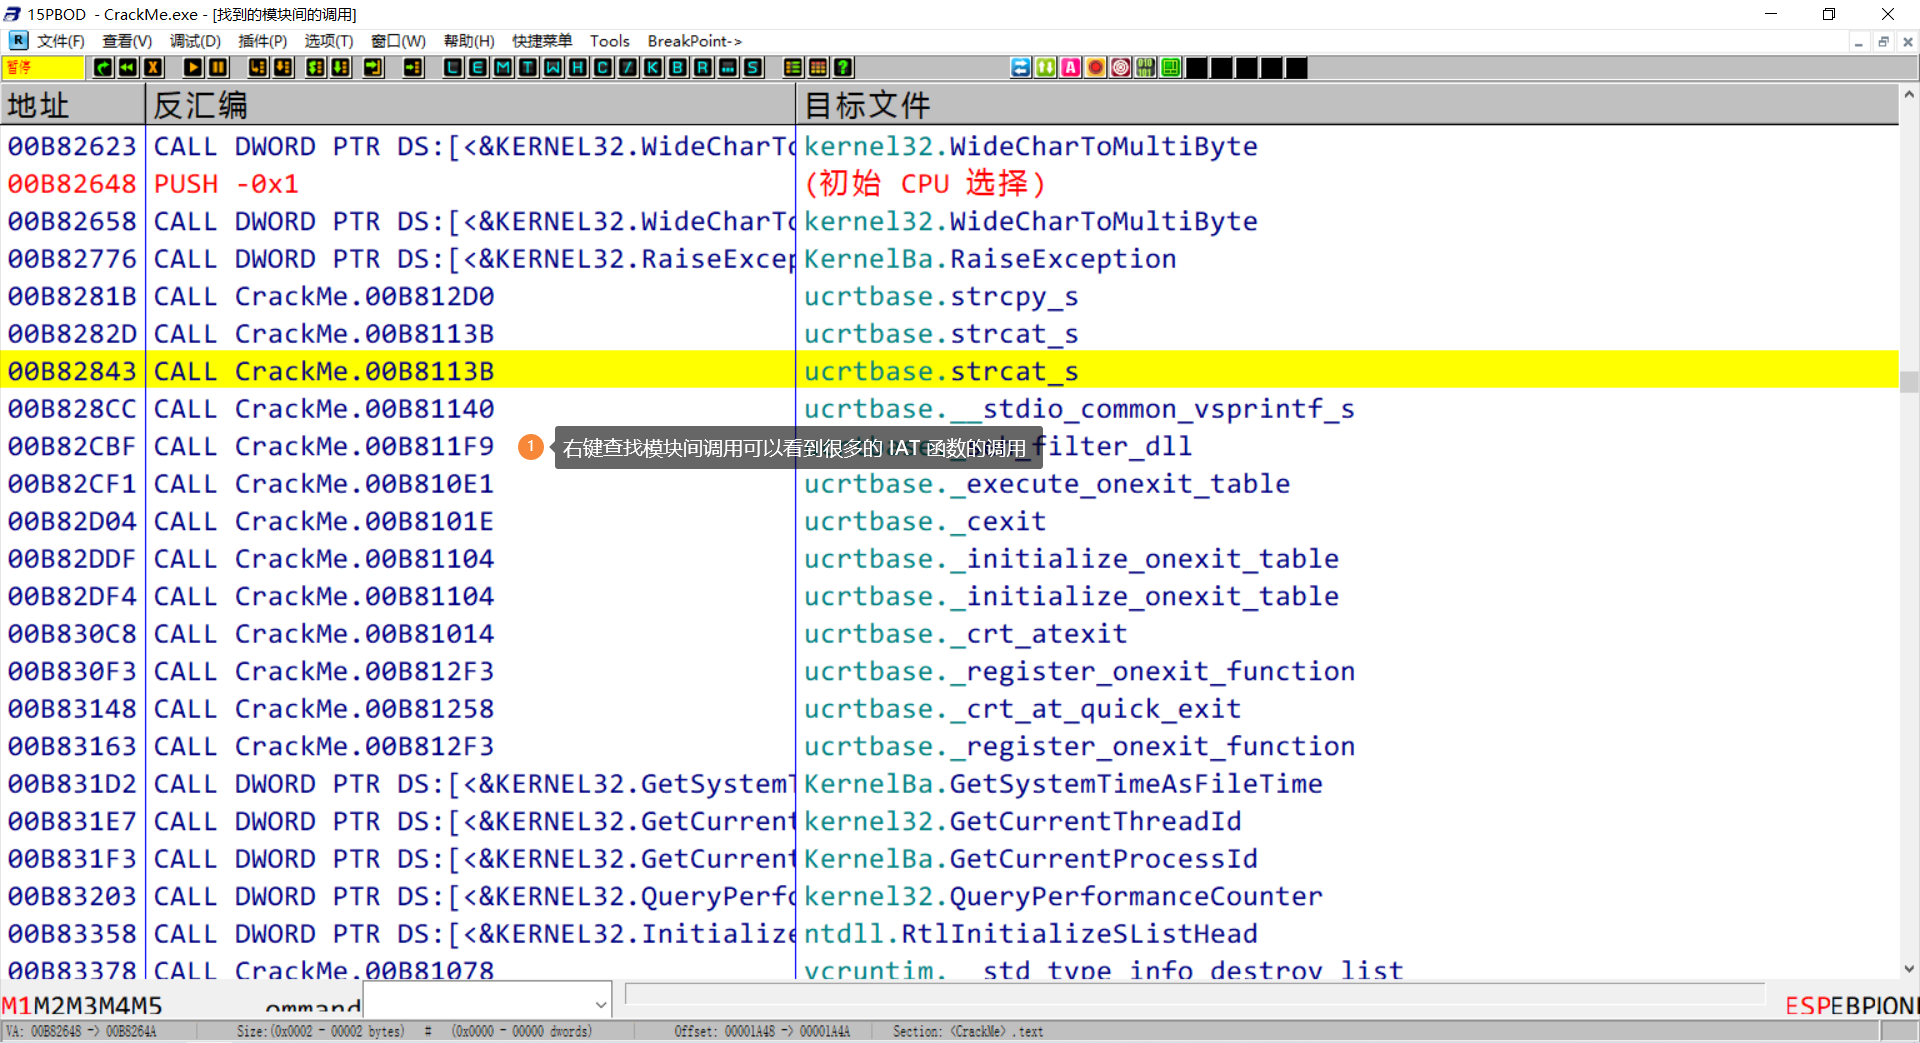 15PBOD - CrackMe.exe - [找到的模块间的调用]
文件(F) 查看(V) 调试(D) 插件(P) 选项(T) 窗口(W) 帮助(H) 快捷菜单 Tools BreakPoint->
暂停 L E M T W H C / K B R ... S ?
地址 反汇编 目标文件
00B82623 CALL DWORD PTR DS:[<&KERNEL32.WideCharTo kernel32.WideCharToMultiByte
00B82648 PUSH -0x1 (初始 CPU 选择)
00B82658 CALL DWORD PTR DS:[<&KERNEL32.WideCharTo kernel32.WideCharToMultiByte
00B82776 CALL DWORD PTR DS:[<&KERNEL32.RaiseExcep KernelBa.RaiseException
00B8281B CALL CrackMe.00B812D0 ucrtbase.strcpy_s
00B8282D CALL CrackMe.00B8113B ucrtbase.strcat_s
00B82843 CALL CrackMe.00B8113B ucrtbase.strcat_s
00B828CC CALL CrackMe.00B81140 ucrtbase.__stdio_common_vsprintf_s
00B82CBF CALL CrackMe.00B811F9 1 右键查找模块间调用可以看到很多的 IAT 函数的调用 filter_dll
00B82CF1 CALL CrackMe.00B810E1 ucrtbase._execute_onexit_table
00B82D04 CALL CrackMe.00B8101E ucrtbase._cexit
00B82DDF CALL CrackMe.00B81104 ucrtbase._initialize_onexit_table
00B82DF4 CALL CrackMe.00B81104 ucrtbase._initialize_onexit_table
00B830C8 CALL CrackMe.00B81014 ucrtbase._crt_atexit
00B830F3 CALL CrackMe.00B812F3 ucrtbase._register_onexit_function
00B83148 CALL CrackMe.00B81258 ucrtbase._crt_at_quick_exit
00B83163 CALL CrackMe.00B812F3 ucrtbase._register_onexit_function
00B831D2 CALL DWORD PTR DS:[<&KERNEL32.GetSystemT KernelBa.GetSystemTimeAsFileTime
00B831E7 CALL DWORD PTR DS:[<&KERNEL32.GetCurrent kernel32.GetCurrentThreadId
00B831F3 CALL DWORD PTR DS:[<&KERNEL32.GetCurrent KernelBa.GetCurrentProcessId
00B83203 CALL DWORD PTR DS:[<&KERNEL32.QueryPerfo kernel32.QueryPerformanceCounter
00B83358 CALL DWORD PTR DS:[<&KERNEL32.Initialize ntdll.RtlInitializeSListHead
00B83378 CALL CrackMe.00B81078 vcruntim.__std_type_info_destroy_list
M1M2M3M4M5 ommand ESPEBPION
VA: 00B82648 -> 00B8264A Size:(0x0002 - 00002 bytes) # (0x0000 - 00000 dwords) Offset: 00001A48 -> 00001A4A Section: <CrackMe> .text